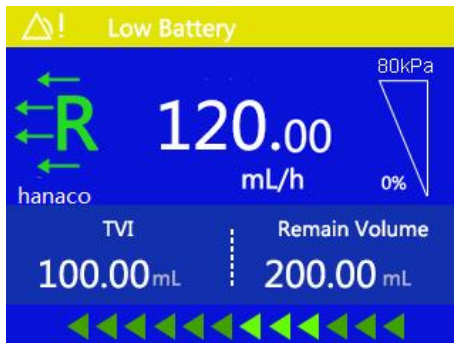 ! Low Battery
80kPa
R
120.00
mL/h
0%
hanaco
TVI
Remain Volume
100.00mL
200.00 mL